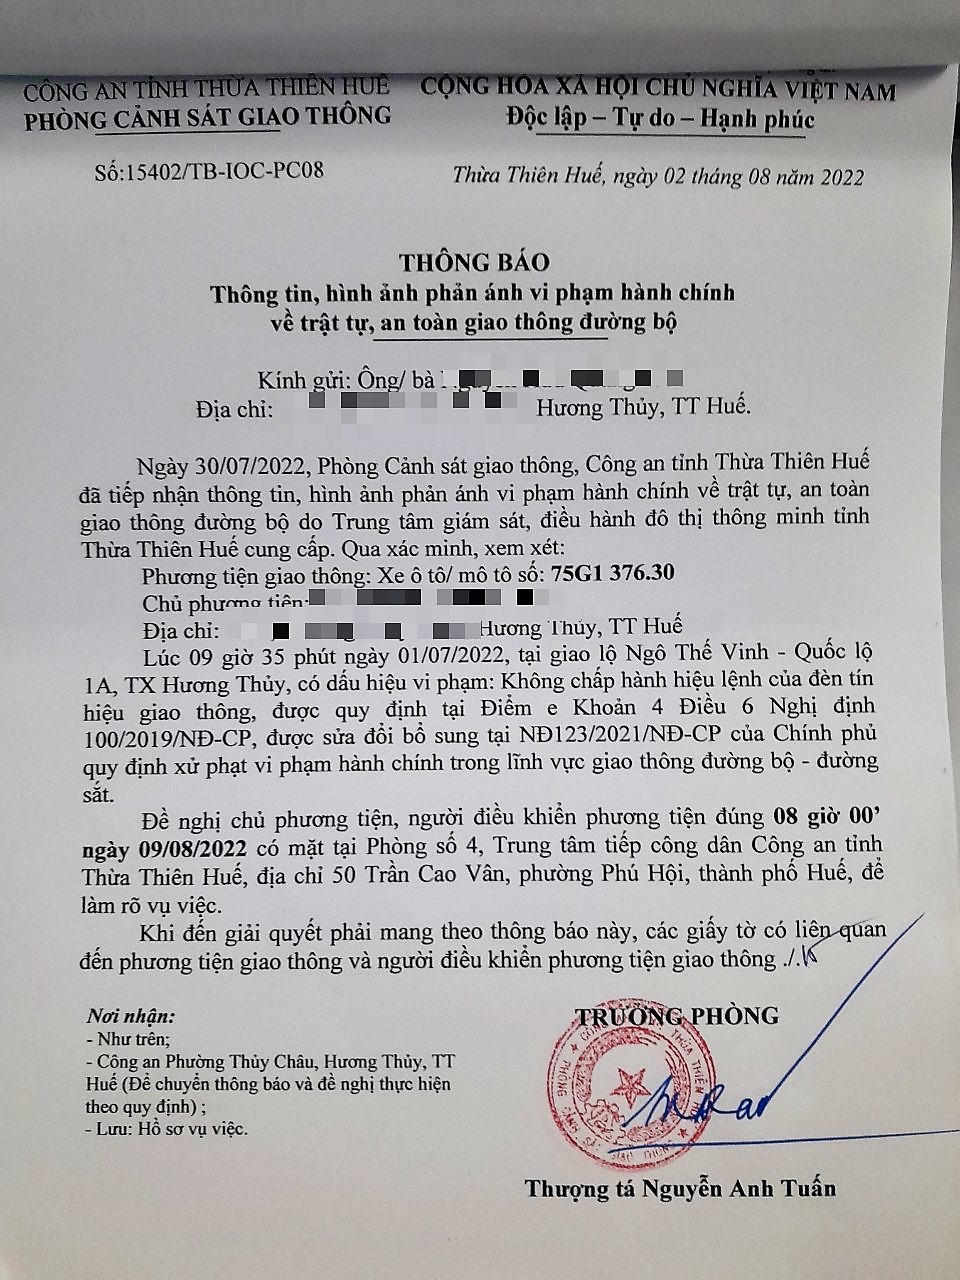 CÔNG AN TỈNH THỪA THIÊN HUẾ
PHÒNG CẢNH SÁT GIAO THÔNG
CỘNG HÒA XÃ HỘI CHỦ NGHĨA VIỆT NAM
Độc lập – Tự do – Hạnh phúc
Số:15402/TB-IOC-PC08
Thừa Thiên Huế, ngày 02 tháng 08 năm 2022
THÔNG BÁO
Thông tin, hình ảnh phản ánh vi phạm hành chính
về trật tự, an toàn giao thông đường bộ
Kính gửi: Ông/ bà
Địa chỉ: Hương Thủy, TT Huế.
Ngày 30/07/2022, Phòng Cảnh sát giao thông, Công an tỉnh Thừa Thiên Huế
đã tiếp nhận thông tin, hình ảnh phản ánh vi phạm hành chính về trật tự, an toàn
giao thông đường bộ do Trung tâm giám sát, điều hành đô thị thông minh tỉnh
Thừa Thiên Huế cung cấp. Qua xác minh, xem xét:
Phương tiện giao thông: Xe ô tô/ mô tô số: 75G1 376.30
Chủ phương tiện:
Địa chỉ: Hương Thủy, TT Huế
Lúc 09 giờ 35 phút ngày 01/07/2022, tại giao lộ Ngô Thế Vinh - Quốc lộ
1A, TX Hương Thủy, có dấu hiệu vi phạm: Không chấp hành hiệu lệnh của đèn tín
hiệu giao thông, được quy định tại Điểm e Khoản 4 Điều 6 Nghị định
100/2019/NĐ-CP, được sửa đổi bổ sung tại NĐ123/2021/NĐ-CP của Chính phủ
quy định xử phạt vi phạm hành chính trong lĩnh vực giao thông đường bộ - đường
sắt.
Đề nghị chủ phương tiện, người điều khiển phương tiện đúng 08 giờ 00’
ngày 09/08/2022 có mặt tại Phòng số 4, Trung tâm tiếp công dân Công an tỉnh
Thừa Thiên Huế, địa chỉ 50 Trần Cao Vân, phường Phú Hội, thành phố Huế, để
làm rõ vụ việc.
Khi đến giải quyết phải mang theo thông báo này, các giấy tờ có liên quan
đến phương tiện giao thông và người điều khiển phương tiện giao thông ./.
Nơi nhận:
- Như trên;
- Công an Phường Thủy Châu, Hương Thủy, TT
Huế (Để chuyển thông báo và đề nghị thực hiện
theo quy định) ;
- Lưu: Hồ sơ vụ việc.
TRƯỞNG PHÒNG
Thượng tá Nguyễn Anh Tuấn